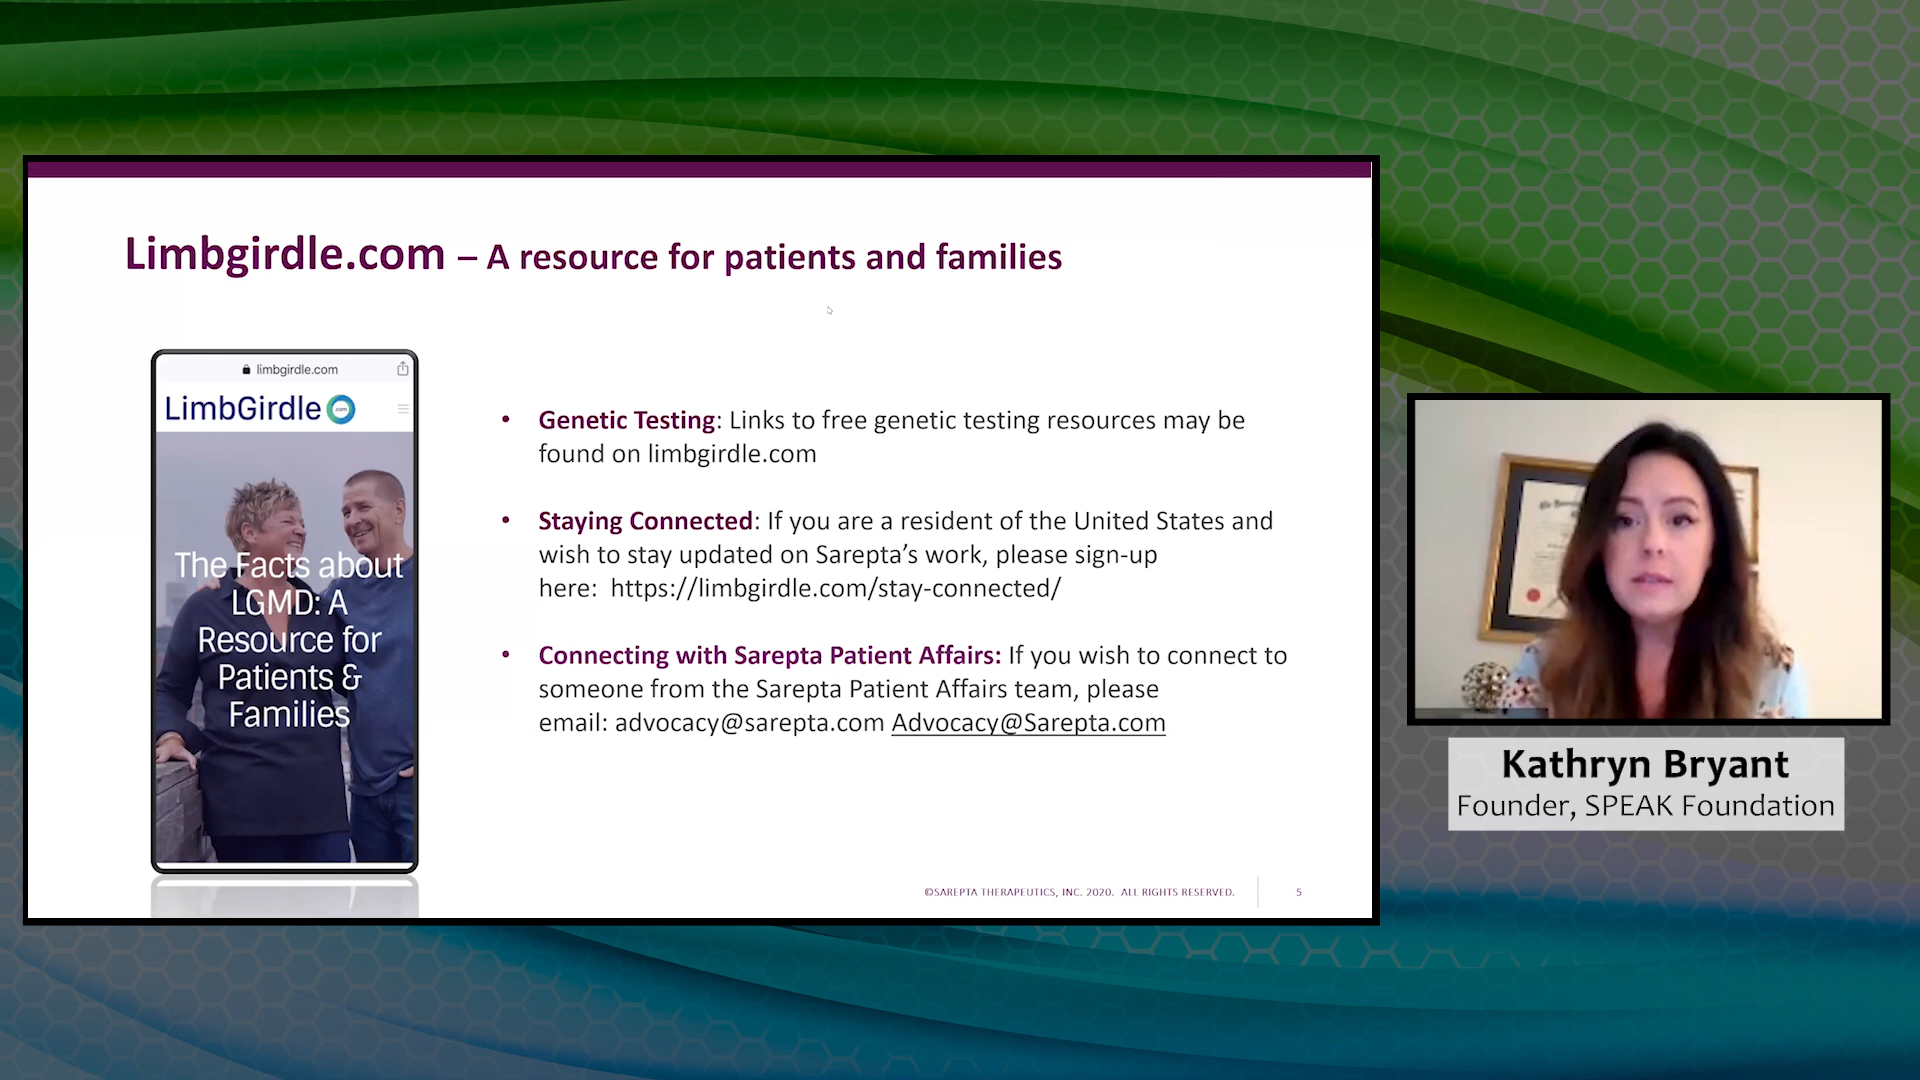 Limbgirdle.com – A resource for patients and families
limbgirdle.com
LimbGirdle .com
The Facts about
LGMD: A
Resource for
Patients &
Families
• Genetic Testing: Links to free genetic testing resources may be
found on limbgirdle.com
• Staying Connected: If you are a resident of the United States and
wish to stay updated on Sarepta’s work, please sign-up
here: https://limbgirdle.com/stay-connected/
• Connecting with Sarepta Patient Affairs: If you wish to connect to
someone from the Sarepta Patient Affairs team, please
email: advocacy@sarepta.com Advocacy@Sarepta.com
©SAREPTA THERAPEUTICS, INC. 2020. ALL RIGHTS RESERVED.
5
Kathryn Bryant
Founder, SPEAK Foundation